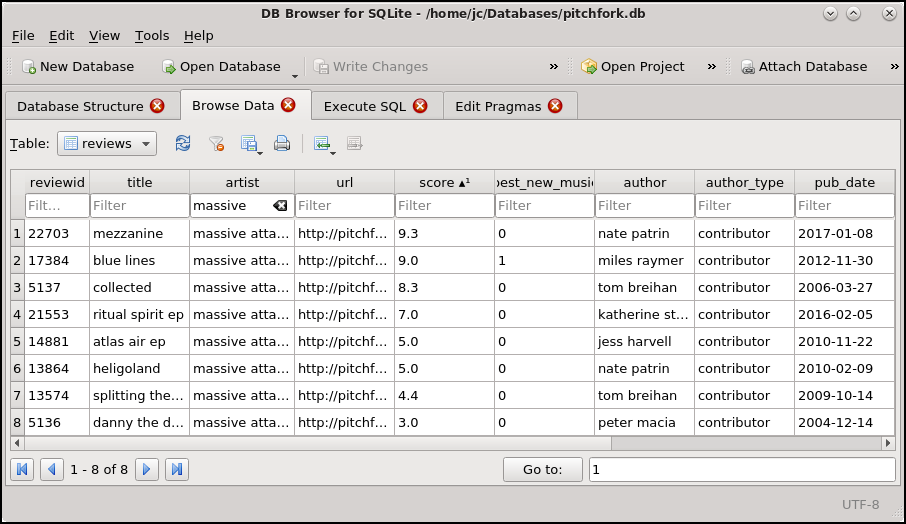 DB Browser for SQLite - /home/jc/Databases/pitchfork.db
File Edit View Tools Help
New Database Open Database Write Changes » Open Project » Attach Database »
Database Structure Browse Data Execute SQL Edit Pragmas
Table: reviews
reviewid title artist url score ▴¹ best_new_musi author author_type pub_date
Filt... Filter massive Filter Filter Filter Filter Filter Filter
1 22703 mezzanine massive atta... http://pitchf... 9.3 0 nate patrin contributor 2017-01-08
2 17384 blue lines massive atta... http://pitchf... 9.0 1 miles raymer contributor 2012-11-30
3 5137 collected massive atta... http://pitchf... 8.3 0 tom breihan contributor 2006-03-27
4 21553 ritual spirit ep massive atta... http://pitchf... 7.0 0 katherine st... contributor 2016-02-05
5 14881 atlas air ep massive atta... http://pitchf... 5.0 0 jess harvell contributor 2010-11-22
6 13864 heligoland massive atta... http://pitchf... 5.0 0 nate patrin contributor 2010-02-09
7 13574 splitting the... massive atta... http://pitchf... 4.4 0 tom breihan contributor 2009-10-14
8 5136 danny the d... massive atta... http://pitchf... 3.0 0 peter macia contributor 2004-12-14
1 - 8 of 8 Go to: 1
UTF-8